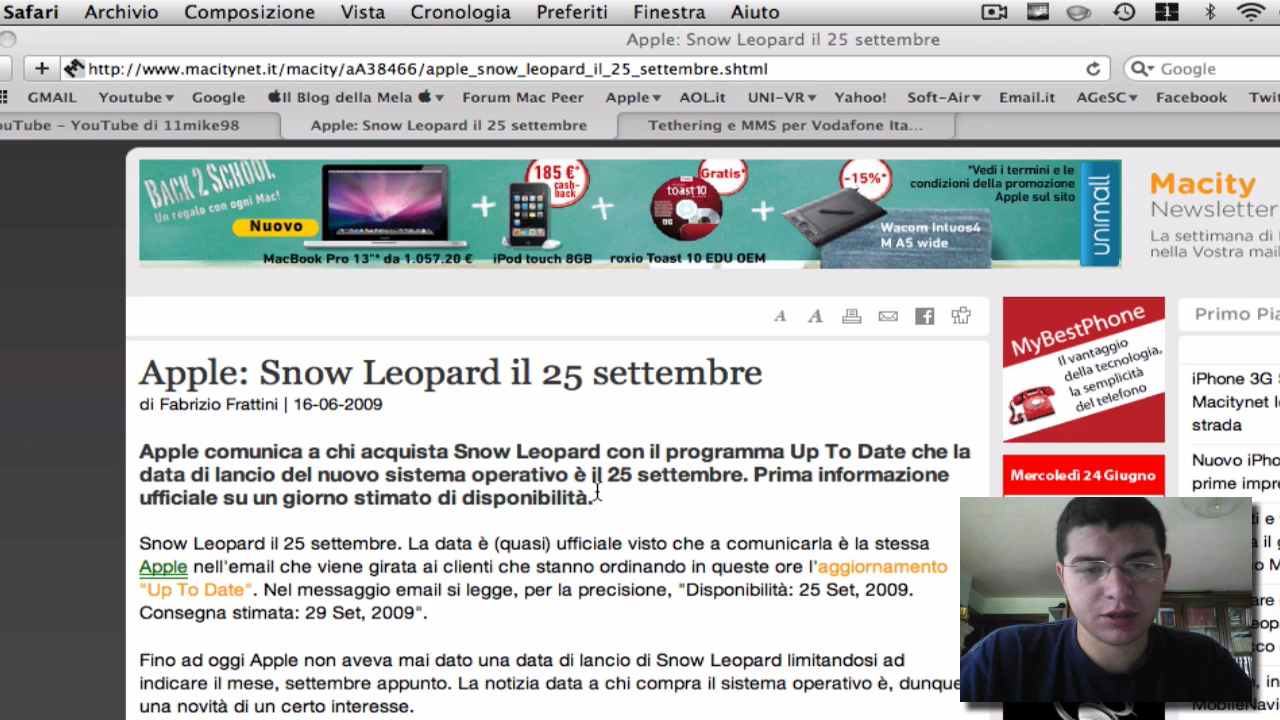 Safari Archivio Composizione Vista Cronologia Preferiti Finestra Aiuto
Apple: Snow Leopard il 25 settembre
http://www.macitynet.it/macity/aA38466/apple_snow_leopard_il_25_settembre.shtml
Google
GMAIL Youtube Google Il Blog della Mela Forum Mac Peer Apple AOL.it UNI-VR Yahoo! Soft-Air Email.it AGeSC Facebook
YouTube di 11mike98 Apple: Snow Leopard il 25 settembre Tethering e MMS per Vodafone Ita...
BACK 2 SCHOOL
Un regalo con ogni Mac!
Nuovo
MacBook Pro 13"* da 1.057.20 €
+
185 €*
cash-
back
iPod touch 8GB
+
Gratis*
toast10
roxio Toast 10 EDU OEM
+
-15%*
Wacom Intuos4
M A5 wide
*Vedi i termini e le
condizioni della promozione
Apple sul sito
unimall
Macity
Newsletter
La settimana di
nella Vostra
A A
Apple: Snow Leopard il 25 settembre
di Fabrizio Frattini | 16-06-2009
Apple comunica a chi acquista Snow Leopard con il programma Up To Date che la
data di lancio del nuovo sistema operativo è il 25 settembre. Prima informazione
ufficiale su un giorno stimato di disponibilità.
Snow Leopard il 25 settembre. La data è (quasi) ufficiale visto che a comunicarla è la stessa
Apple nell'email che viene girata ai clienti che stanno ordinando in queste ore l'aggiornamento
"Up To Date". Nel messaggio email si legge, per la precisione, "Disponibilità: 25 Set, 2009.
Consegna stimata: 29 Set, 2009".
Fino ad oggi Apple non aveva mai dato una data di lancio di Snow Leopard limitandosi ad
indicare il mese, settembre appunto. La notizia data a chi compra il sistema operativo è, dunque
una novità di un certo interesse.
MyBestPhone
Il vantaggio
della tecnologia,
la semplicità
del telefono
Mercoledì 24 Giugno
Primo
iPhone 3G
Macitynet
strada
Nuovo
prime